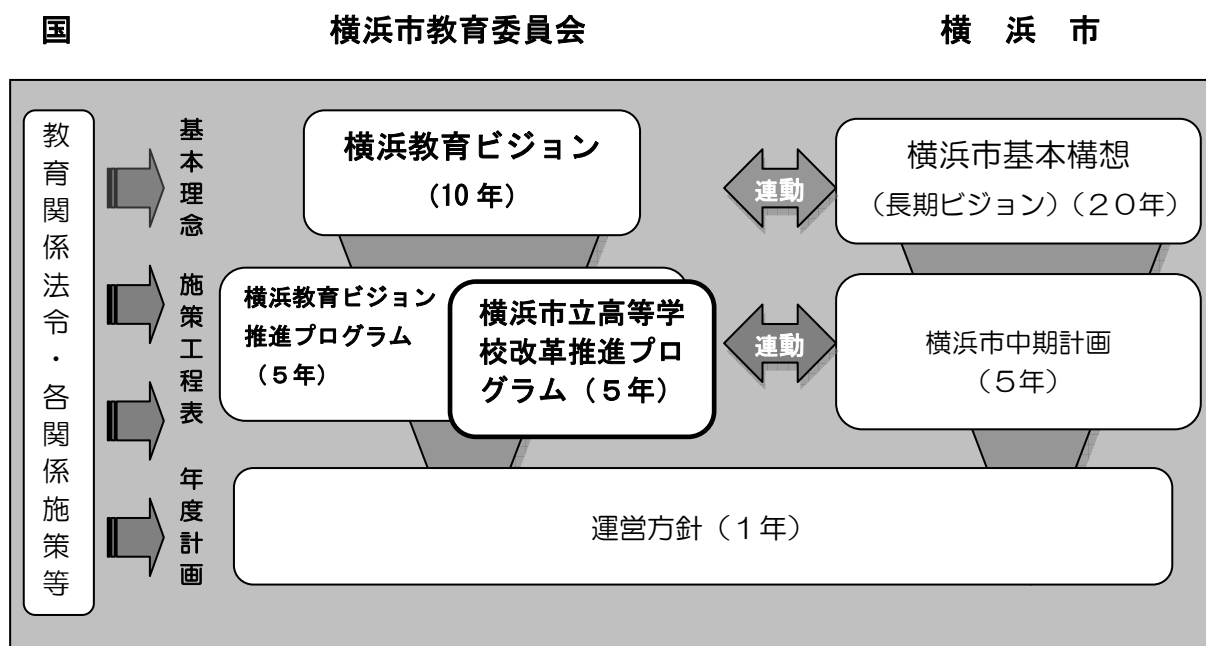 国
横浜市教育委員会
横 浜 市
教育関係法令・各関係施策等
基本理念
横浜教育ビジョン
（10 年）
連動
横浜市基本構想
（長期ビジョン）（２０年）
施策工程表
横浜教育ビジョン
推進プログラム
（５年）
横浜市立高等学
校改革推進プロ
グラム（５年）
連動
横浜市中期計画
（５年）
年度計画
運営方針（１年）